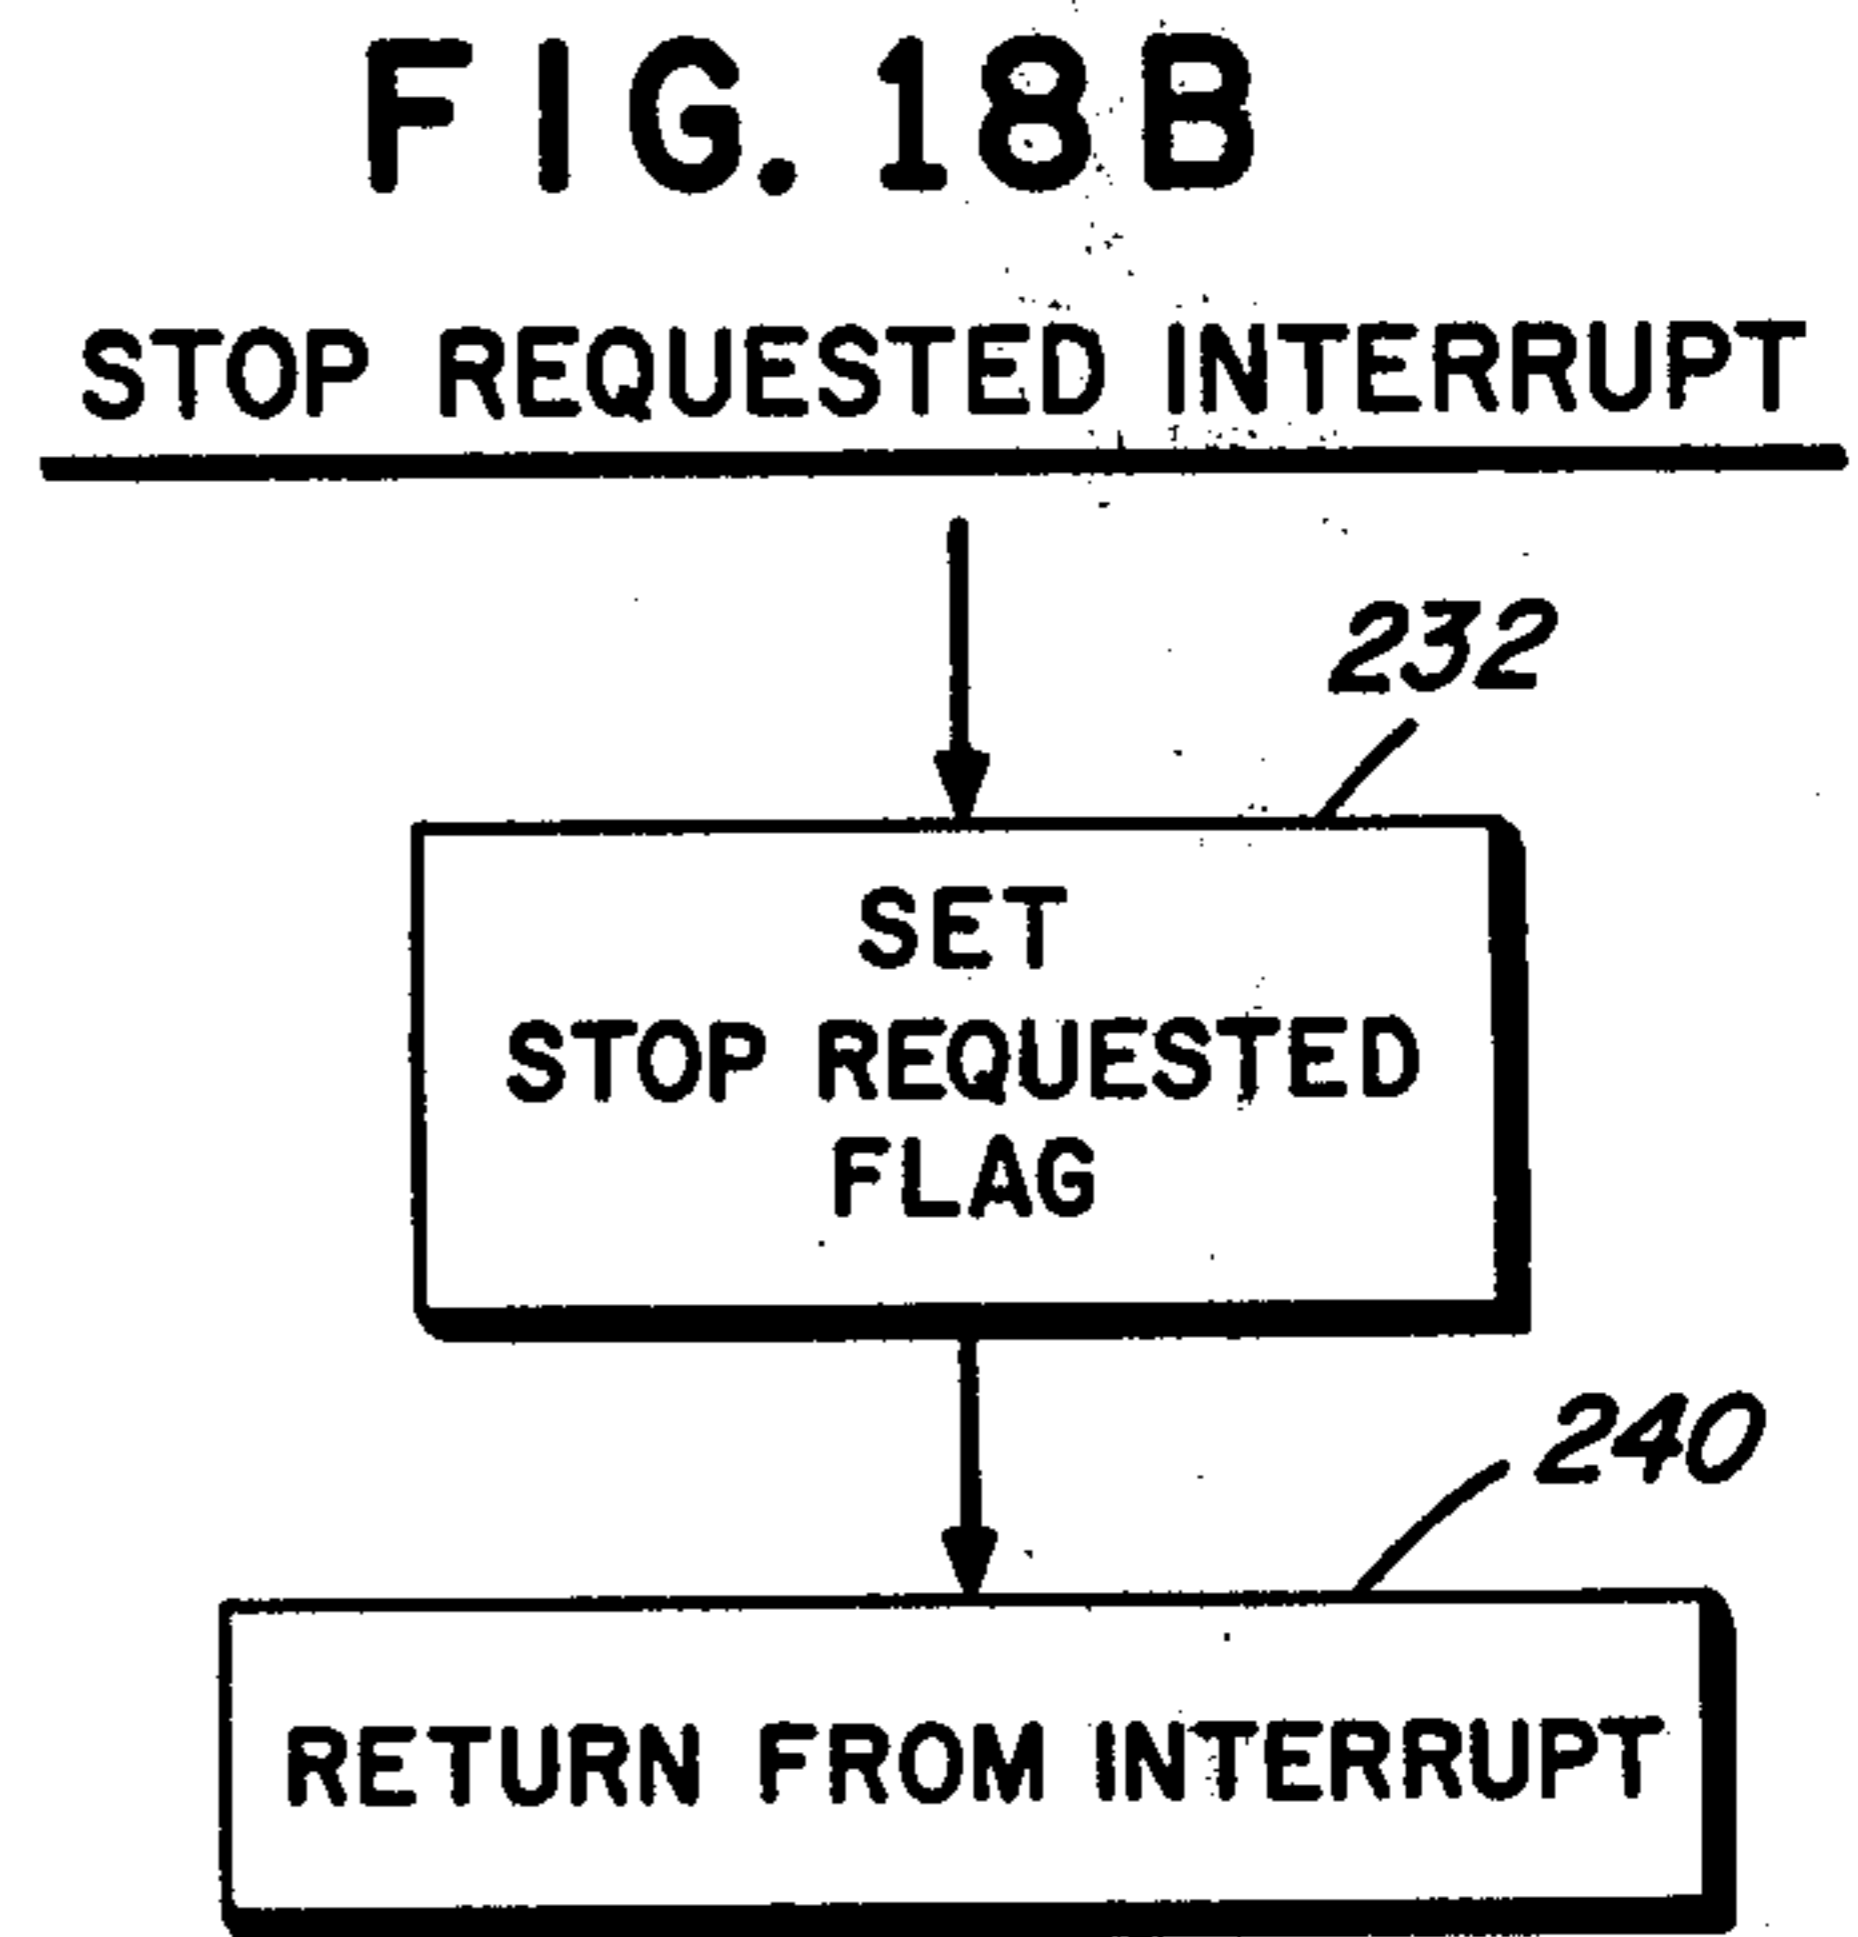 FIG. 18B
STOP REQUESTED INTERRUPT
232
SET
STOP REQUESTED
FLAG
240
RETURN FROM INTERRUPT